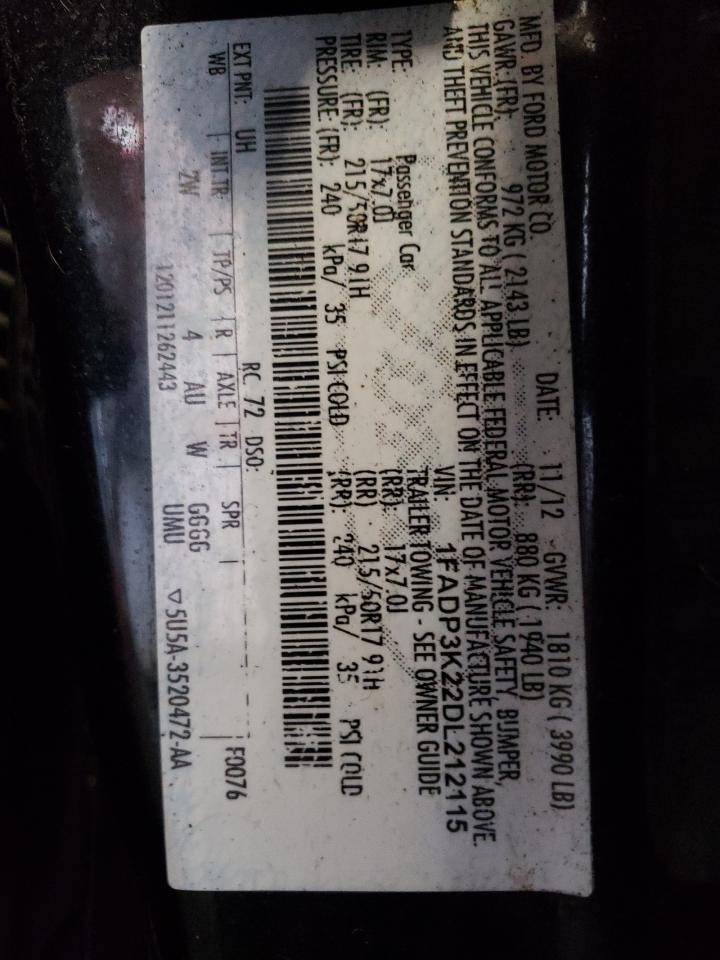 MFD. BY FORD MOTOR CO. DATE: 11/12 GVWR: 1810 KG ( 3990 LB)
GAWR: (FR): 972 KG ( 2143 LB) (RR): 880 KG ( 1940 LB)
THIS VEHICLE CONFORMS TO ALL APPLICABLE FEDERAL MOTOR VEHICLE SAFETY, BUMPER,
AND THEFT PREVENTION STANDARDS IN EFFECT ON THE DATE OF MANUFACTURE SHOWN ABOVE.
VIN: 1FADP3K22DL212115
TYPE: Passenger Car TRAILER TOWING - SEE OWNER GUIDE
RIM: (FR): 17x7.0J (RR): 17x7.0J
TIRE: (FR): 215/50R17 91H (RR) 215/50R17 91H
PRESSURE: (FR): 240 kPa/ 35 PSI COLD (RR): 240 kPa/ 35 PSI COLD
EXT PNT: UH RC: 72 DSO: F0076
WB | INT TR | TP/PS | R | AXLE | TR | SPR |
ZW 4 AU W GGGG
UMU
1201211262443 ▽5U5A-3520472-AA